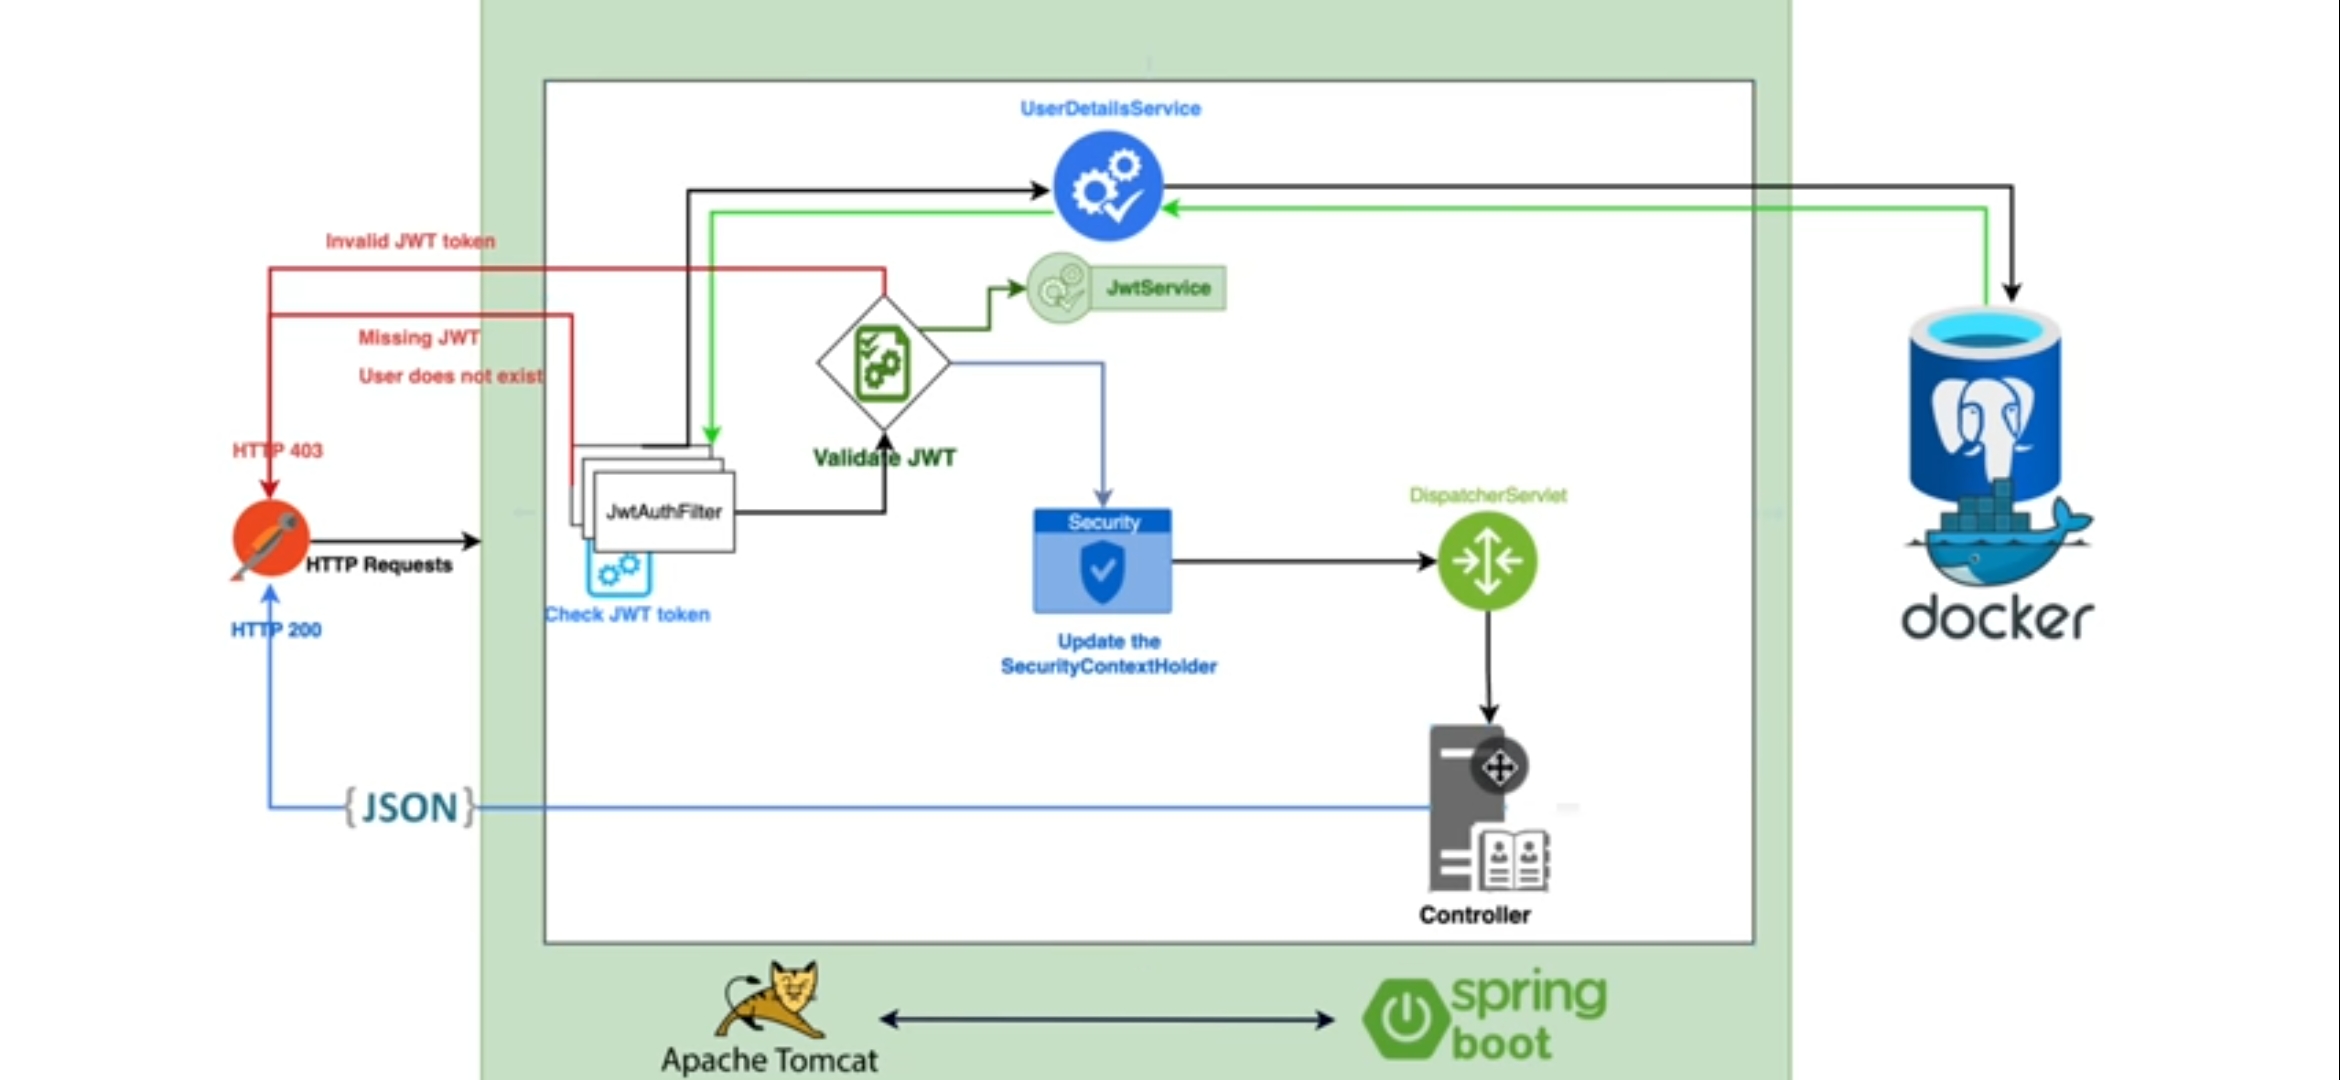 UserDetailsService
Invalid JWT token
JwtService
Missing JWT
User does not exist
HTTP 403
Validate JWT
DispatcherServlet
JwtAuthFilter
Security
HTTP Requests
Check JWT token
HTTP 200
docker
Update the
SecurityContextHolder
{JSON}
Controller
spring
boot
Apache Tomcat